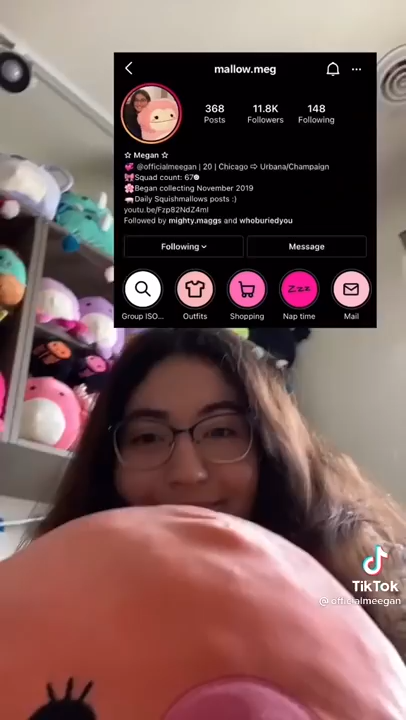 mallow.meg
368 11.8K 148
Posts Followers Following
☆ Megan ☆
💞 @officialmeegan | 20 | Chicago ⇨ Urbana/Champaign
🎀Squad count: 67
🌸Began collecting November 2019
Daily Squishmallows posts :)
youtu.be/Fzp82NdZ4mI
Followed by mighty.maggs and whoburiedyou
Following Message
Zzz
Group ISO... Outfits Shopping Nap time Mail
TikTok
@officialmeegan